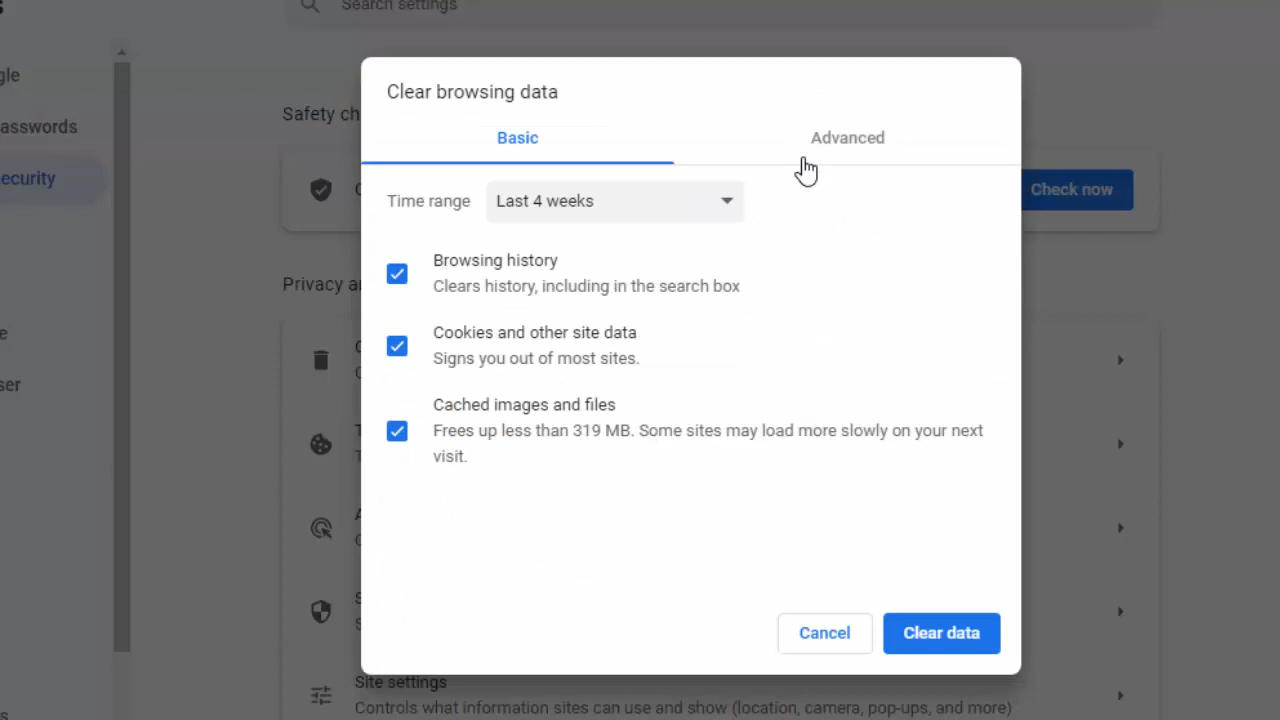 Search settings
gle
Safety ch
asswords
ecurity
Check now
Privacy a
e
ser
Clear browsing data
Basic
Advanced
Time range
Last 4 weeks
Browsing history
Clears history, including in the search box
Cookies and other site data
Signs you out of most sites.
Cached images and files
Frees up less than 319 MB. Some sites may load more slowly on your next
visit.
Cancel
Clear data
Site settings
Controls what information sites can use and show (location, camera, pop-ups, and more)